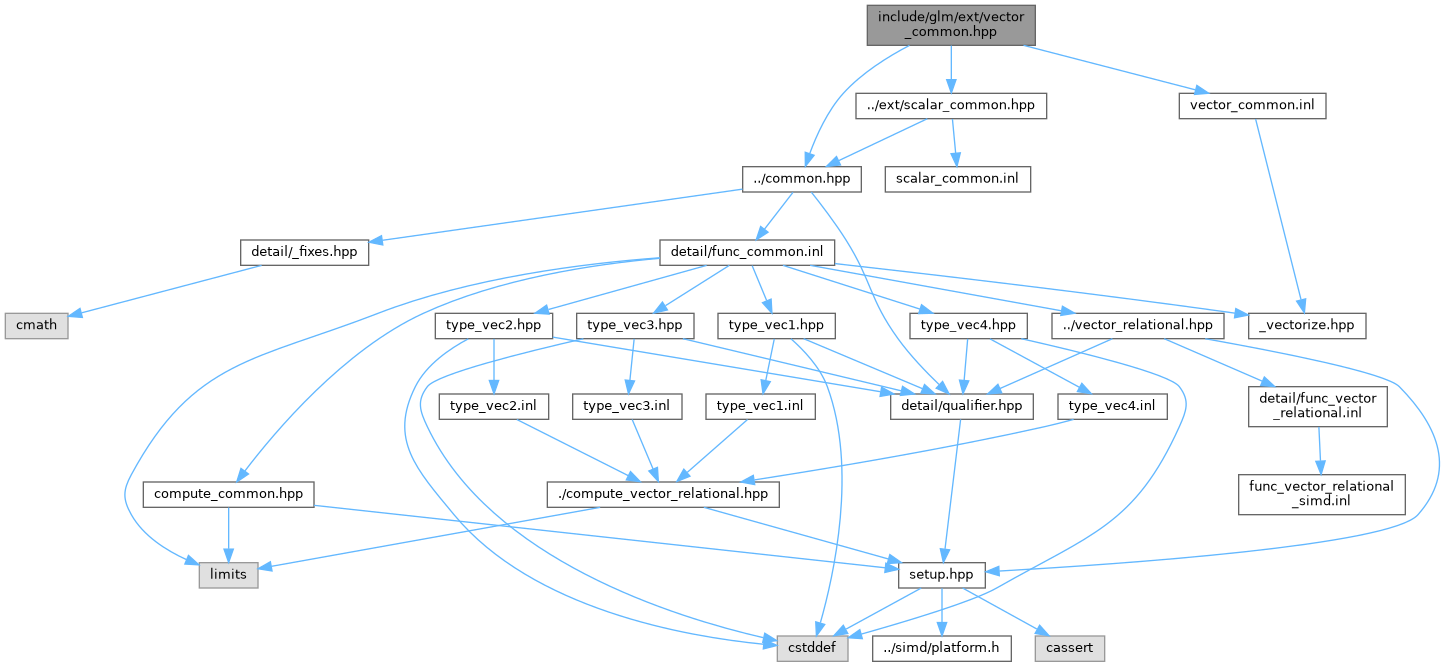 include/glm/ext/vector
_common.hpp
../ext/scalar_common.hpp
vector_common.inl
../common.hpp
scalar_common.inl
detail/_fixes.hpp
detail/func_common.inl
cmath
type_vec2.hpp
type_vec3.hpp
type_vec1.hpp
type_vec4.hpp
../vector_relational.hpp
_vectorize.hpp
type_vec2.inl
type_vec3.inl
type_vec1.inl
detail/qualifier.hpp
type_vec4.inl
detail/func_vector
_relational.inl
compute_common.hpp
./compute_vector_relational.hpp
func_vector_relational
_simd.inl
limits
setup.hpp
cstddef
../simd/platform.h
cassert